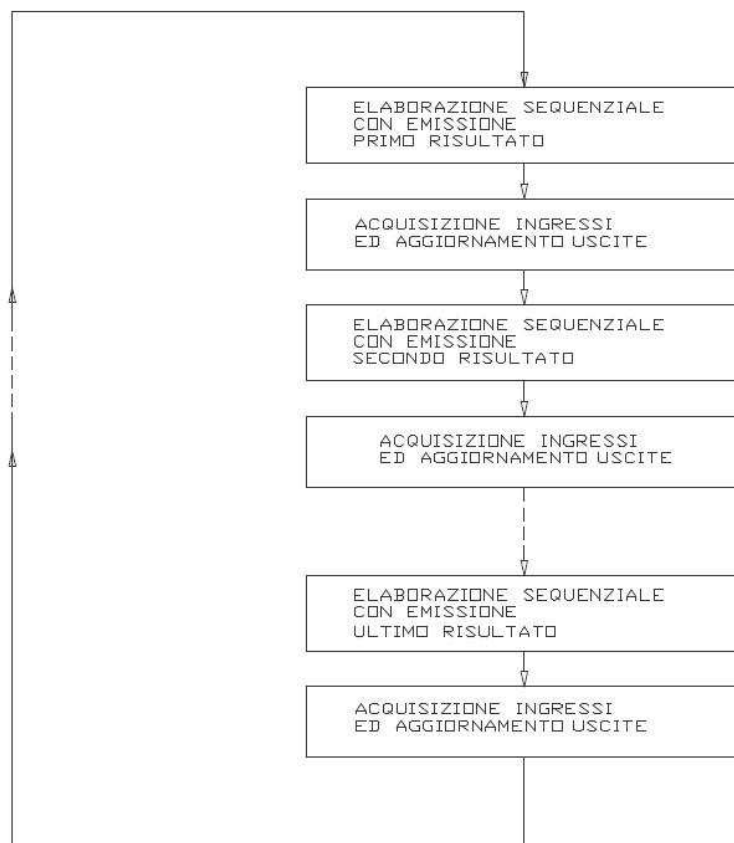 ELABORAZIONE SEQUENZIALE
CON EMISSIONE
PRIMO RISULTATO
ACQUISIZIONE INGRESSI
ED AGGIORNAMENTO USCITE
ELABORAZIONE SEQUENZIALE
CON EMISSIONE
SECONDO RISULTATO
ACQUISIZIONE INGRESSI
ED AGGIORNAMENTO USCITE
ELABORAZIONE SEQUENZIALE
CON EMISSIONE
ULTIMO RISULTATO
ACQUISIZIONE INGRESSI
ED AGGIORNAMENTO USCITE